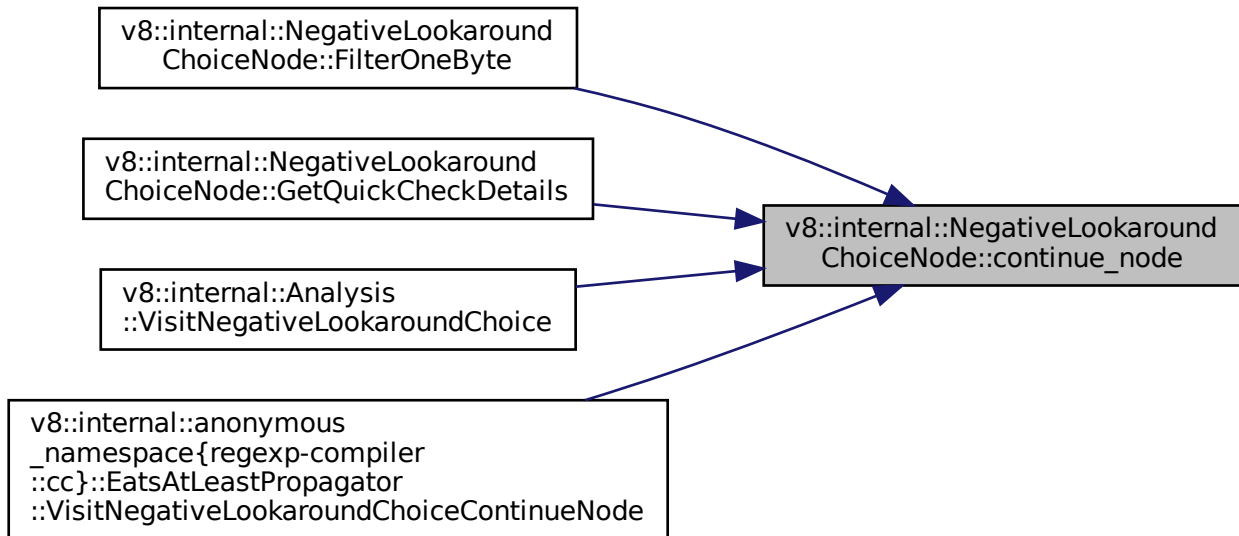 v8::internal::NegativeLookaround
ChoiceNode::FilterOneByte
v8::internal::NegativeLookaround
ChoiceNode::GetQuickCheckDetails
v8::internal::Analysis
::VisitNegativeLookaroundChoice
v8::internal::anonymous
_namespace{regexp-compiler
::cc}::EatsAtLeastPropagator
::VisitNegativeLookaroundChoiceContinueNode
v8::internal::NegativeLookaround
ChoiceNode::continue_node